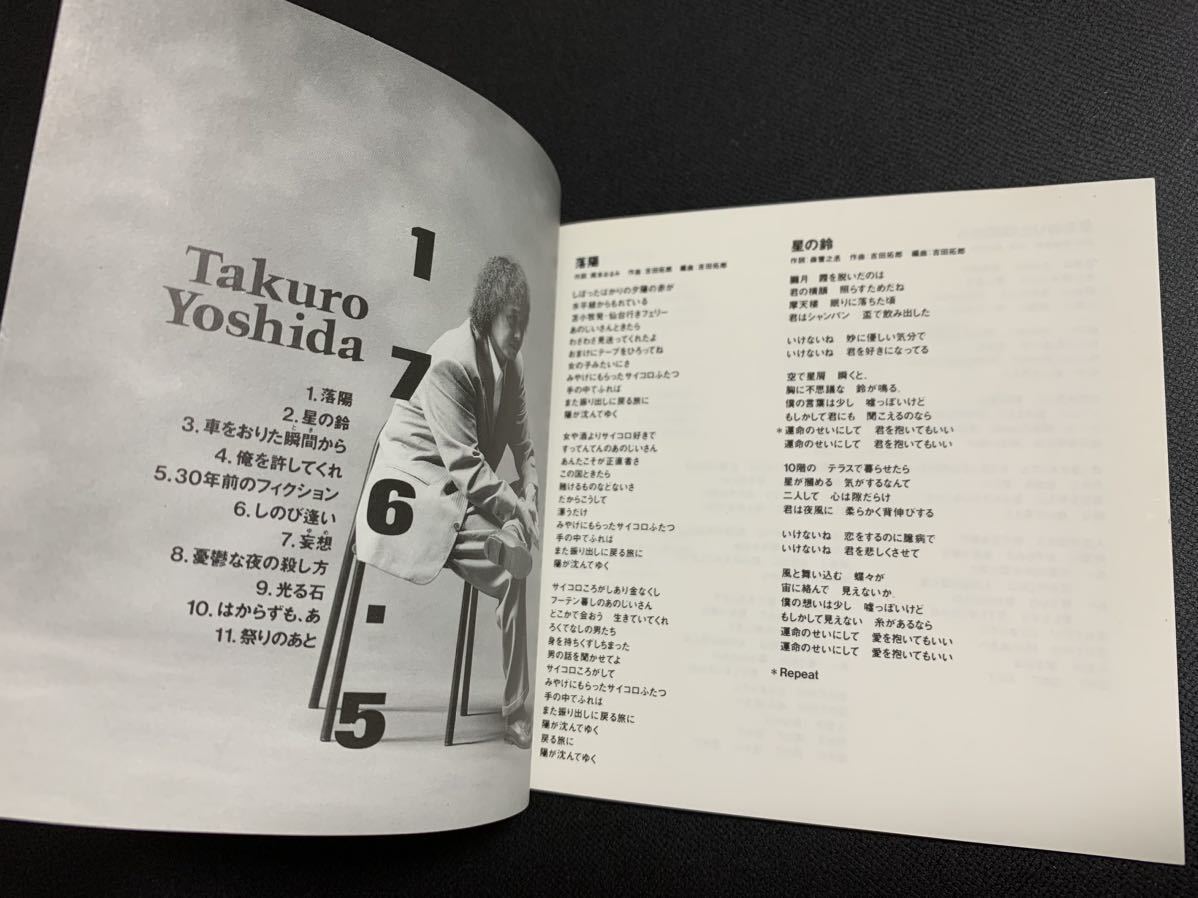 Takuro
Yoshida
176.5
1.落陽
2.星の鈴
3.車をおりた瞬間から
とき
4.俺を許してくれ
5.30年前のフィクション
6.しのび逢い
7.妄想
ゆめ
8.憂鬱な夜の殺し方
9.光る石
10.はからずも、あ
11.祭りのあと
落陽
作詞 岡本おさみ 作曲 吉田拓郎 編曲 吉田拓郎
しぼったばかりの夕陽の赤が
水平線からもれている
苫小牧発・仙台行きフェリー
あのじいさんときたら
わざわざ見送ってくれたよ
おまけにテープをひろってね
女の子みたいにさ
みやげにもらったサイコロふたつ
手の中でふれば
また振り出しに戻る旅に
陽が沈んでゆく
女や酒よりサイコロ好きで
すってんてんのあのじいさん
あんたこそが正直者さ
この国ときたら
賭けるものなどないさ
だからこうして
漂うだけ
みやげにもらったサイコロふたつ
手の中でふれば
また振り出しに戻る旅に
陽が沈んでゆく
サイコロころがしあり金なくし
フーテン暮しのあのじいさん
どこかで会おう 生きていてくれ
ろくでなしの男たち
身を持ちくずしちまった
男の話を聞かせてよ
サイコロころがして
みやげにもらったサイコロふたつ
手の中でふれば
また振り出しに戻る旅に
陽が沈んでゆく
戻る旅に
陽が沈んでゆく
星の鈴
作詞 森雪之丞 作曲 吉田拓郎 編曲 吉田拓郎
朧月 霞を脱いだのは
君の横顔 照らすためだね
摩天楼 眠りに落ちた頃
君はシャンパン 盃で飲み出した
いけないね 妙に優しい気分で
いけないね 君を好きになってる
空で星屑 瞬くと、
胸に不思議な 鈴が鳴る、
僕の言葉は少し 嘘っぽいけど
もしかして君にも 聞こえるのなら
*運命のせいにして 君を抱いてもいい
運命のせいにして 君を抱いてもいい
10階の テラスで暮らせたら
星が掴める 気がするなんて
二人して 心は隙だらけ
君は夜風に 柔らかく背伸びする
いけないね 恋をするのに臆病で
いけないね 君を悲しくさせて
風と舞い込む 蝶々が
宙に絡んで 見えないか、
僕の想いは少し 嘘っぽいけど
もしかして見えない 糸があるなら
運命のせいにして 愛を抱いてもいい
運命のせいにして 愛を抱いてもいい
*Repeat